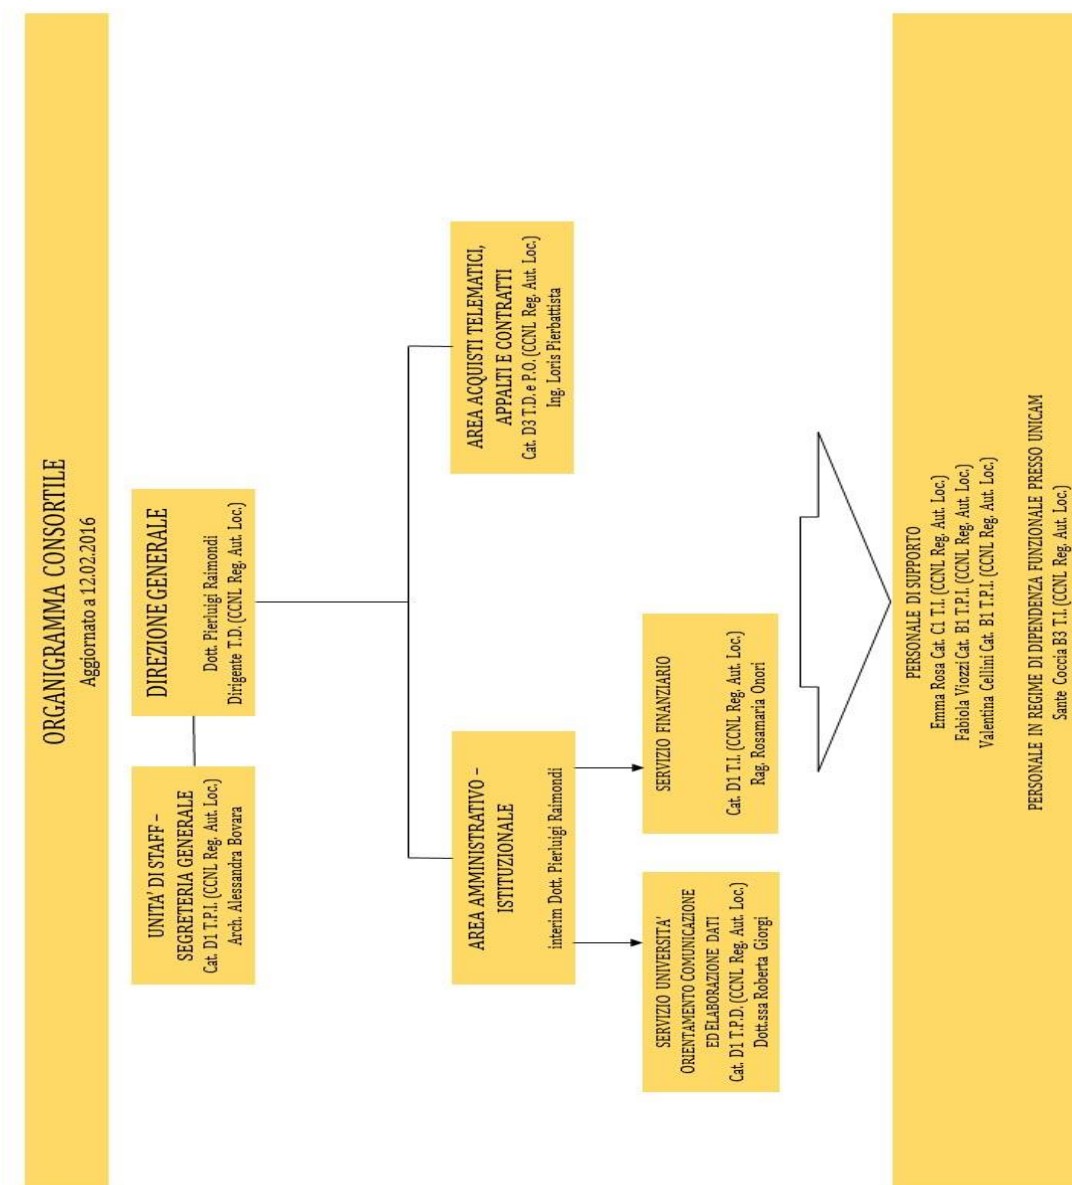 ORGANIGRAMMA CONSORTILE
Aggiornato a 12.02.2016
UNITA' DI STAFF –
SEGRETERIA GENERALE
Cat. D1 T.P.I. (CCNL Reg. Aut. Loc.)
Arch. Alessandra Bovara
DIREZIONE GENERALE
Dott. Pierluigi Raimondi
Dirigente T.D. (CCNL Reg. Aut. Loc.)
AREA AMMINISTRATIVO –
ISTITUZIONALE
interim Dott. Pierluigi Raimondi
AREA ACQUISTI TELEMATICI,
APPALTI E CONTRATTI
Cat. D3 T.D. e P.O. (CCNL Reg. Aut. Loc.)
Ing. Loris Pierbattista
SERVIZIO UNIVERSITA'
ORIENTAMENTO COMUNICAZIONE
ED ELABORAZIONE DATI
Cat. D1 T.P.D. (CCNL Reg. Aut. Loc.)
Dott.ssa Roberta Giorgi
SERVIZIO FINANZIARIO
Cat. D1 T.I. (CCNL Reg. Aut. Loc.)
Rag. Rosamaria Onori
PERSONALE DI SUPPORTO
Emma Rosa Cat. C1 T.I. (CCNL Reg. Aut. Loc.)
Fabiola Viozzi Cat. B1 T.P.I. (CCNL Reg. Aut. Loc.)
Valentina Cellini Cat. B1 T.P.I. (CCNL Reg. Aut. Loc.)
PERSONALE IN REGIME DI DIPENDENZA FUNZIONALE PRESSO UNICAM
Sante Coccia B3 T.I. (CCNL Reg. Aut. Loc.)